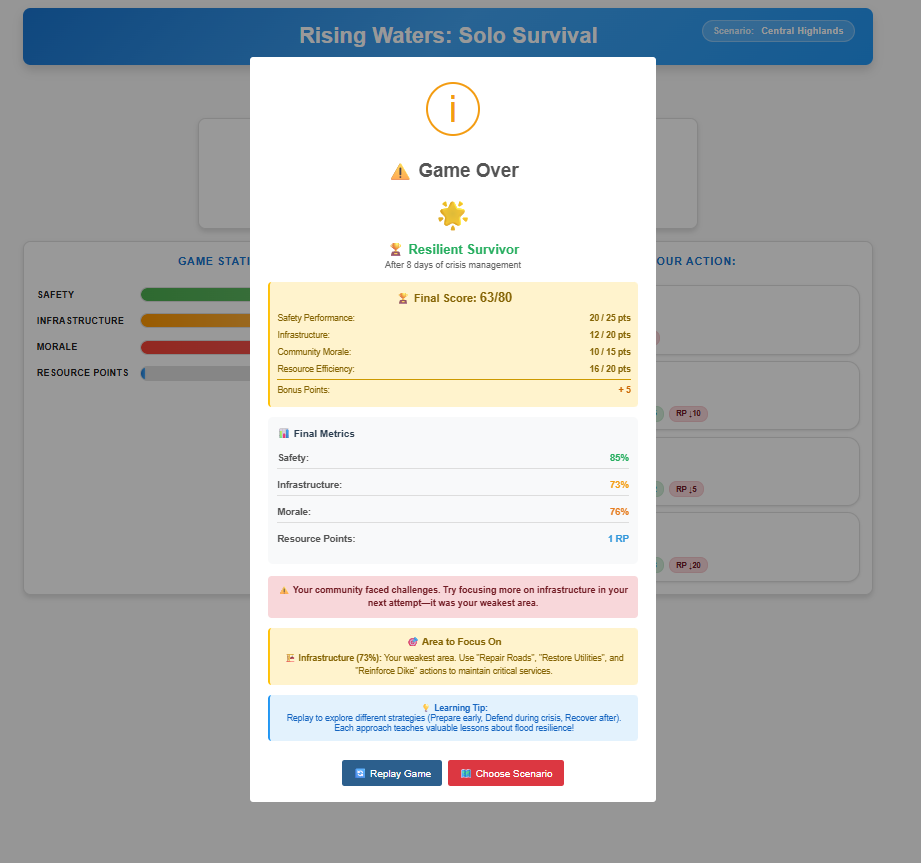 Rising Waters: Solo Survival
Scenario: Central Highlands
i
Game Over
Resilient Survivor
After 8 days of crisis management
GAME STATI
OUR ACTION:
SAFETY
INFRASTRUCTURE
MORALE
RESOURCE POINTS
RP ↓10
RP ↓5
RP ↓20
Final Score: 63/80
Safety Performance: 20 / 25 pts
Infrastructure: 12 / 20 pts
Community Morale: 10 / 15 pts
Resource Efficiency: 16 / 20 pts
Bonus Points: + 5
Final Metrics
Safety: 85%
Infrastructure: 73%
Morale: 76%
Resource Points: 1 RP
Your community faced challenges. Try focusing more on infrastructure in your
next attempt—it was your weakest area.
Area to Focus On
Infrastructure (73%): Your weakest area. Use "Repair Roads", "Restore Utilities", and
"Reinforce Dike" actions to maintain critical services.
Learning Tip:
Replay to explore different strategies (Prepare early, Defend during crisis, Recover after).
Each approach teaches valuable lessons about flood resilience!
Replay Game
Choose Scenario